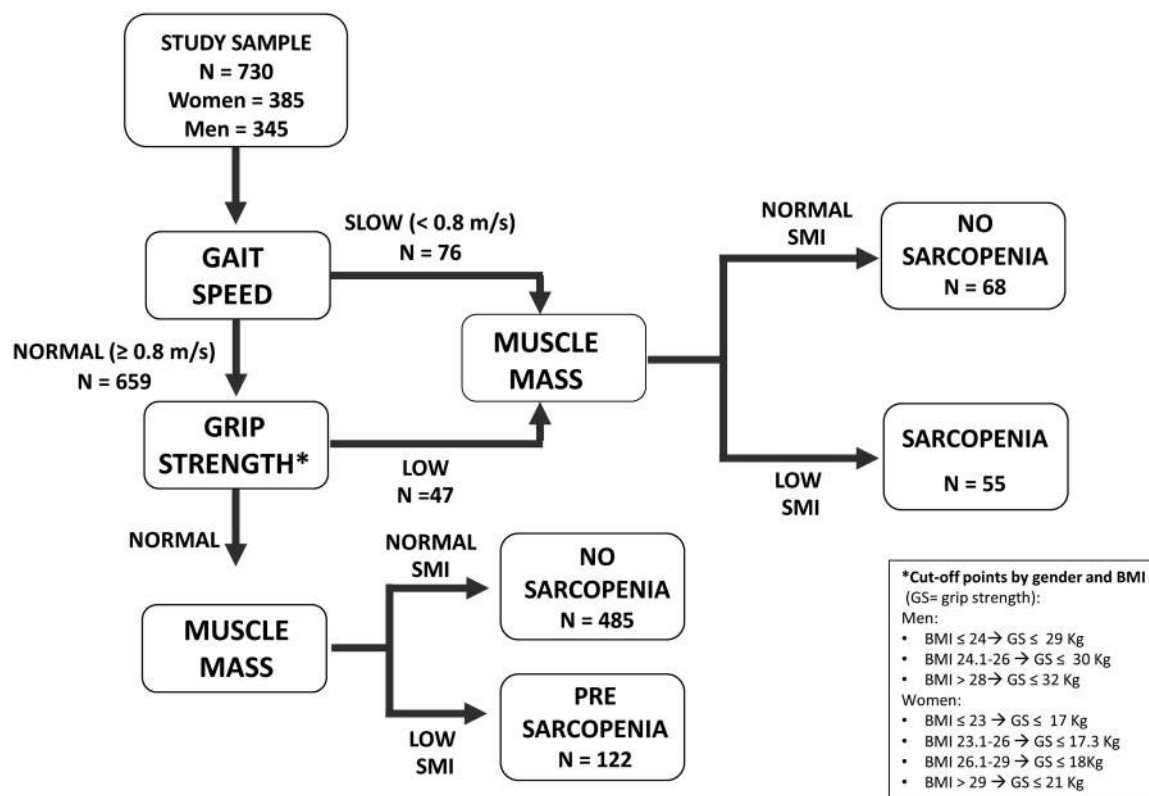 STUDY SAMPLE
N = 730
Women = 385
Men = 345
SLOW (< 0.8 m/s)
N = 76
GAIT
SPEED
NORMAL (≥ 0.8 m/s)
N = 659
GRIP
STRENGTH*
LOW
N =47
NORMAL
MUSCLE
MASS
NORMAL
SMI
NO
SARCOPENIA
N = 68
LOW
SMI
SARCOPENIA
N = 55
MUSCLE
MASS
NORMAL
SMI
NO
SARCOPENIA
N = 485
LOW
SMI
PRE
SARCOPENIA
N = 122
*Cut-off points by gender and BMI
(GS= grip strength):
Men:
• BMI ≤ 24→ GS ≤ 29 Kg
• BMI 24.1-26 → GS ≤ 30 Kg
• BMI > 28→ GS ≤ 32 Kg
Women:
• BMI ≤ 23 → GS ≤ 17 Kg
• BMI 23.1-26 → GS ≤ 17.3 Kg
• BMI 26.1-29 → GS ≤ 18Kg
• BMI > 29 → GS ≤ 21 Kg